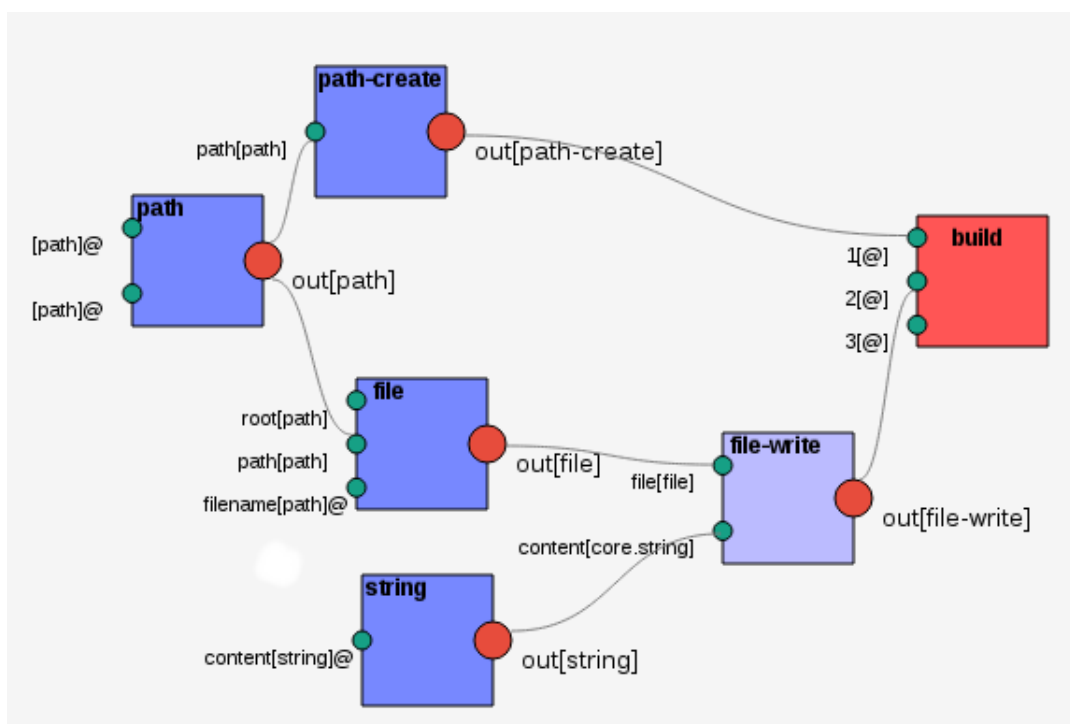 path-create
path[path]
out[path-create]
path
[path]@
[path]@
out[path]
build
1[@]
2[@]
3[@]
file
root[path]
path[path]
filename[path]@
out[file]
file-write
file[file]
content[core.string]
out[file-write]
string
content[string]@
out[string]